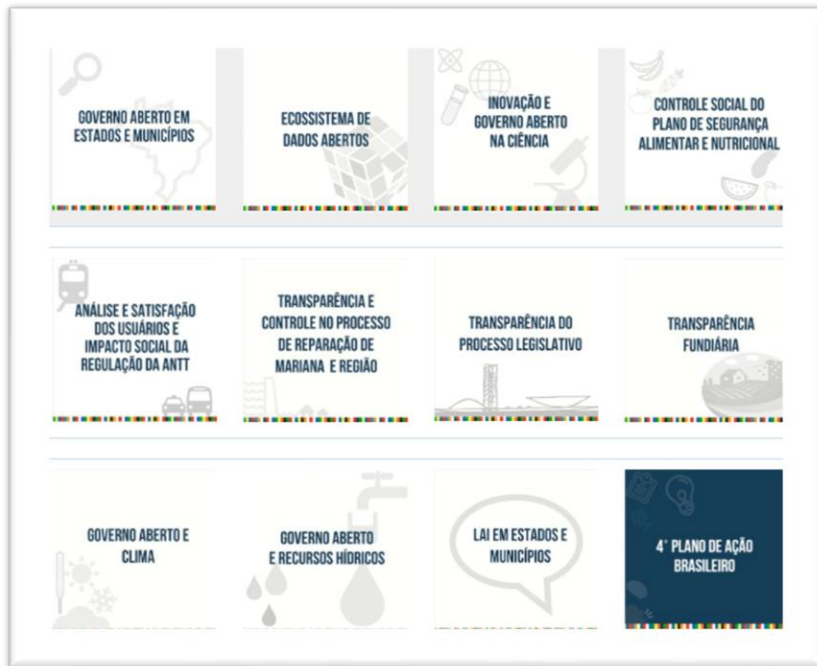 GOVERNO ABERTO EM
ESTADOS E MUNICÍPIOS
ECOSSISTEMA DE
DADOS ABERTOS
INOVAÇÃO E
GOVERNO ABERTO
NA CIÊNCIA
CONTROLE SOCIAL DO
PLANO DE SEGURANÇA
ALIMENTAR E NUTRICIONAL
ANÁLISE E SATISFAÇÃO
DOS USUÁRIOS E
IMPACTO SOCIAL DA
REGULAÇÃO DA ANTT
TRANSPARÊNCIA E
CONTROLE NO PROCESSO
DE REPARAÇÃO DE
MARIANA E REGIÃO
TRANSPARÊNCIA DO
PROCESSO LEGISLATIVO
TRANSPARÊNCIA
FUNDIÁRIA
GOVERNO ABERTO E
CLIMA
GOVERNO ABERTO
E RECURSOS HÍDRICOS
LAI EM ESTADOS E
MUNICÍPIOS
4° PLANO DE AÇÃO
BRASILEIRO